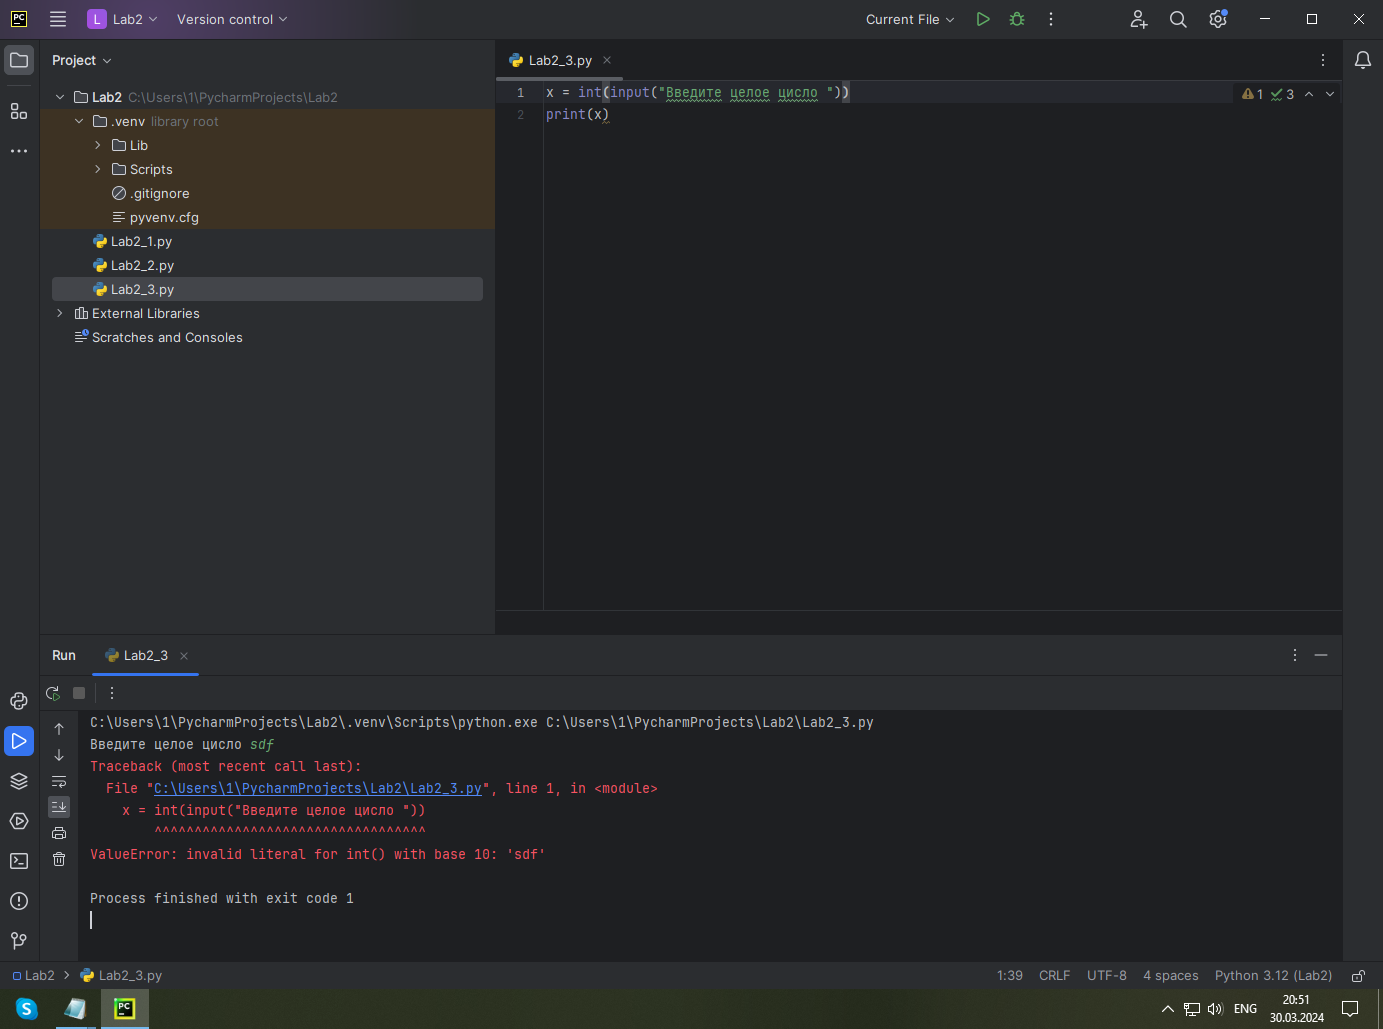 PC
L Lab2 Version control Current File
Project
Lab2_3.py
Lab2 C:\Users\1\PycharmProjects\Lab2
.venv library root
Lib
Scripts
.gitignore
pyvenv.cfg
Lab2_1.py
Lab2_2.py
Lab2_3.py
External Libraries
Scratches and Consoles
1 x = int(input("Введите целое цисло "))
1 3
2 print(x)
Run Lab2_3
C:\Users\1\PycharmProjects\Lab2\.venv\Scripts\python.exe C:\Users\1\PycharmProjects\Lab2\Lab2_3.py
Введите целое цисло sdf
Traceback (most recent call last):
File "C:\Users\1\PycharmProjects\Lab2\Lab2_3.py", line 1, in <module>
x = int(input("Введите целое цисло "))
^^^^^^^^^^^^^^^^^^^^^^^^^^^^^^^^^^
ValueError: invalid literal for int() with base 10: 'sdf'
Process finished with exit code 1
Lab2 > Lab2_3.py 1:39 CRLF UTF-8 4 spaces Python 3.12 (Lab2)
S PC ENG 20:51
30.03.2024